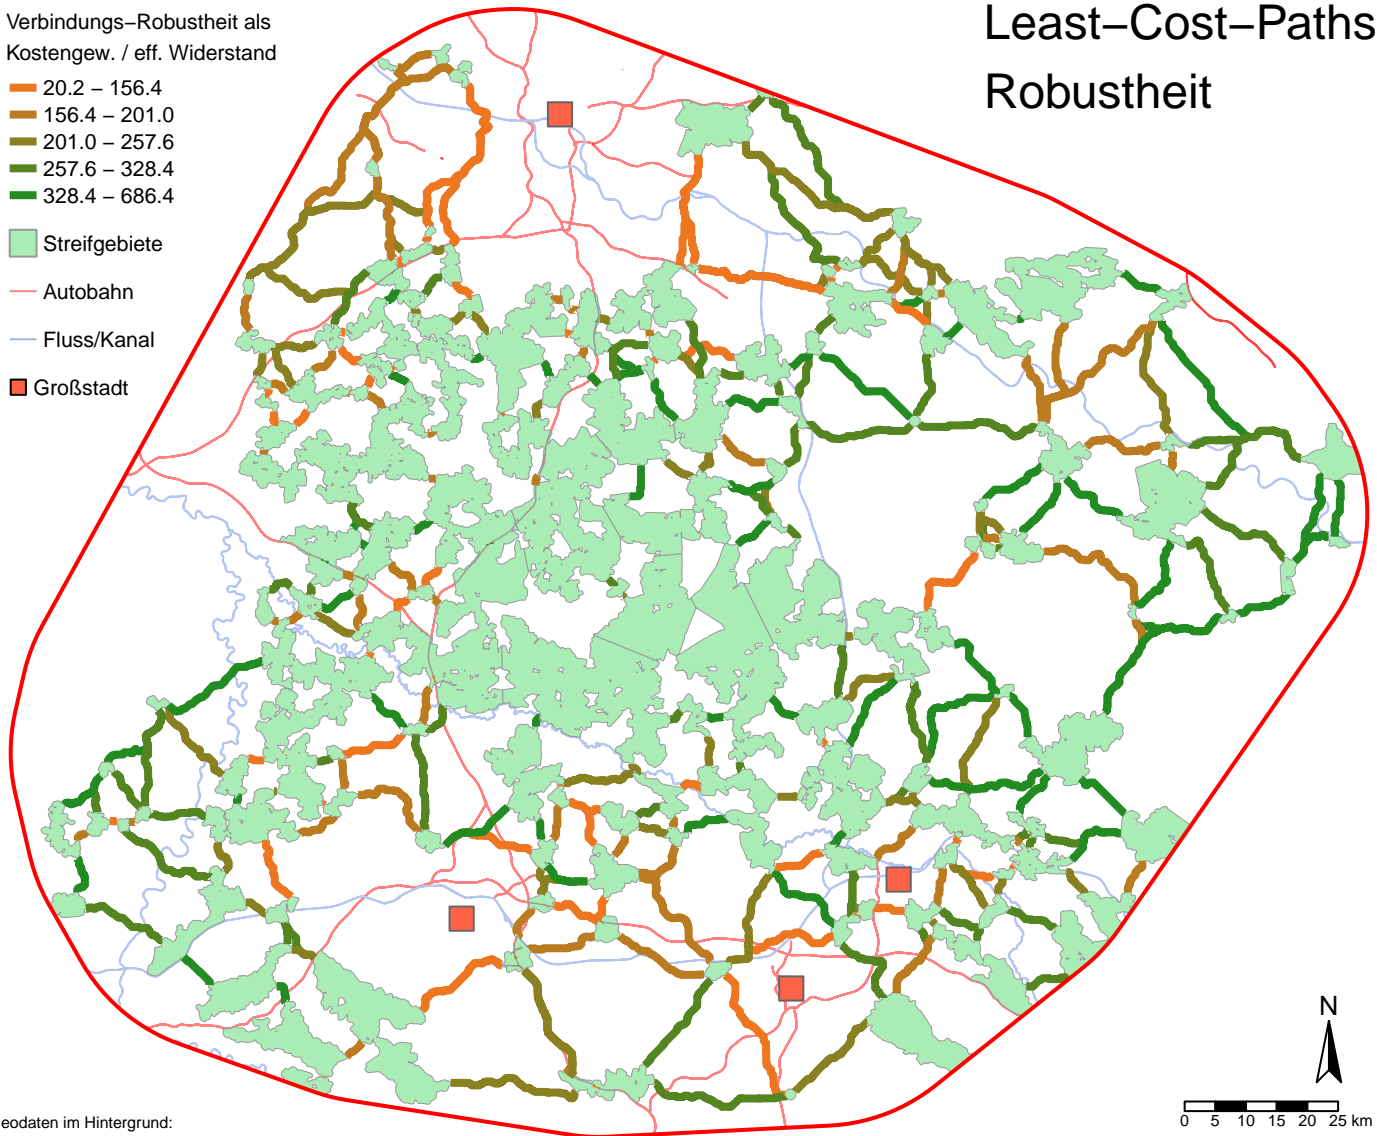 Least−Cost−Paths
Robustheit
Verbindungs−Robustheit als
Kostengew. / eff. Widerstand
20.2 − 156.4
156.4 − 201.0
201.0 − 257.6
257.6 − 328.4
328.4 − 686.4
Streifgebiete
Autobahn
Fluss/Kanal
Großstadt
N
0 5 10 15 20 25 km
eodaten im Hintergrund: